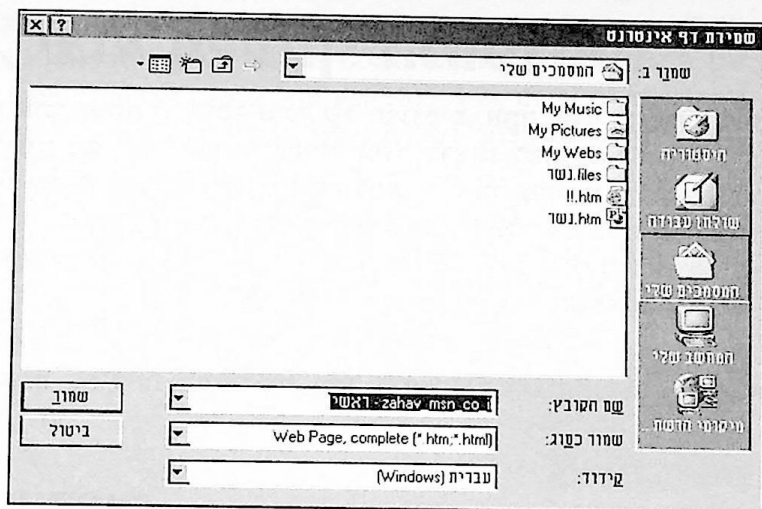 שמירת דף אינטרנט
שמור ב:
המסמכים שלי
היסטוריה
שולחן עבודה
המסמכים שלי
המחשב שלי
מיקומי הרשת ..
My Music
My Pictures
My Webs
נשר.files
!!.htm
נשר.htm
שם הקובץ:
zahav msn co i - ראשי
שמור
שמור כסוג:
Web Page, complete (*.htm;*.html)
ביטול
קידוד:
עברית (Windows)